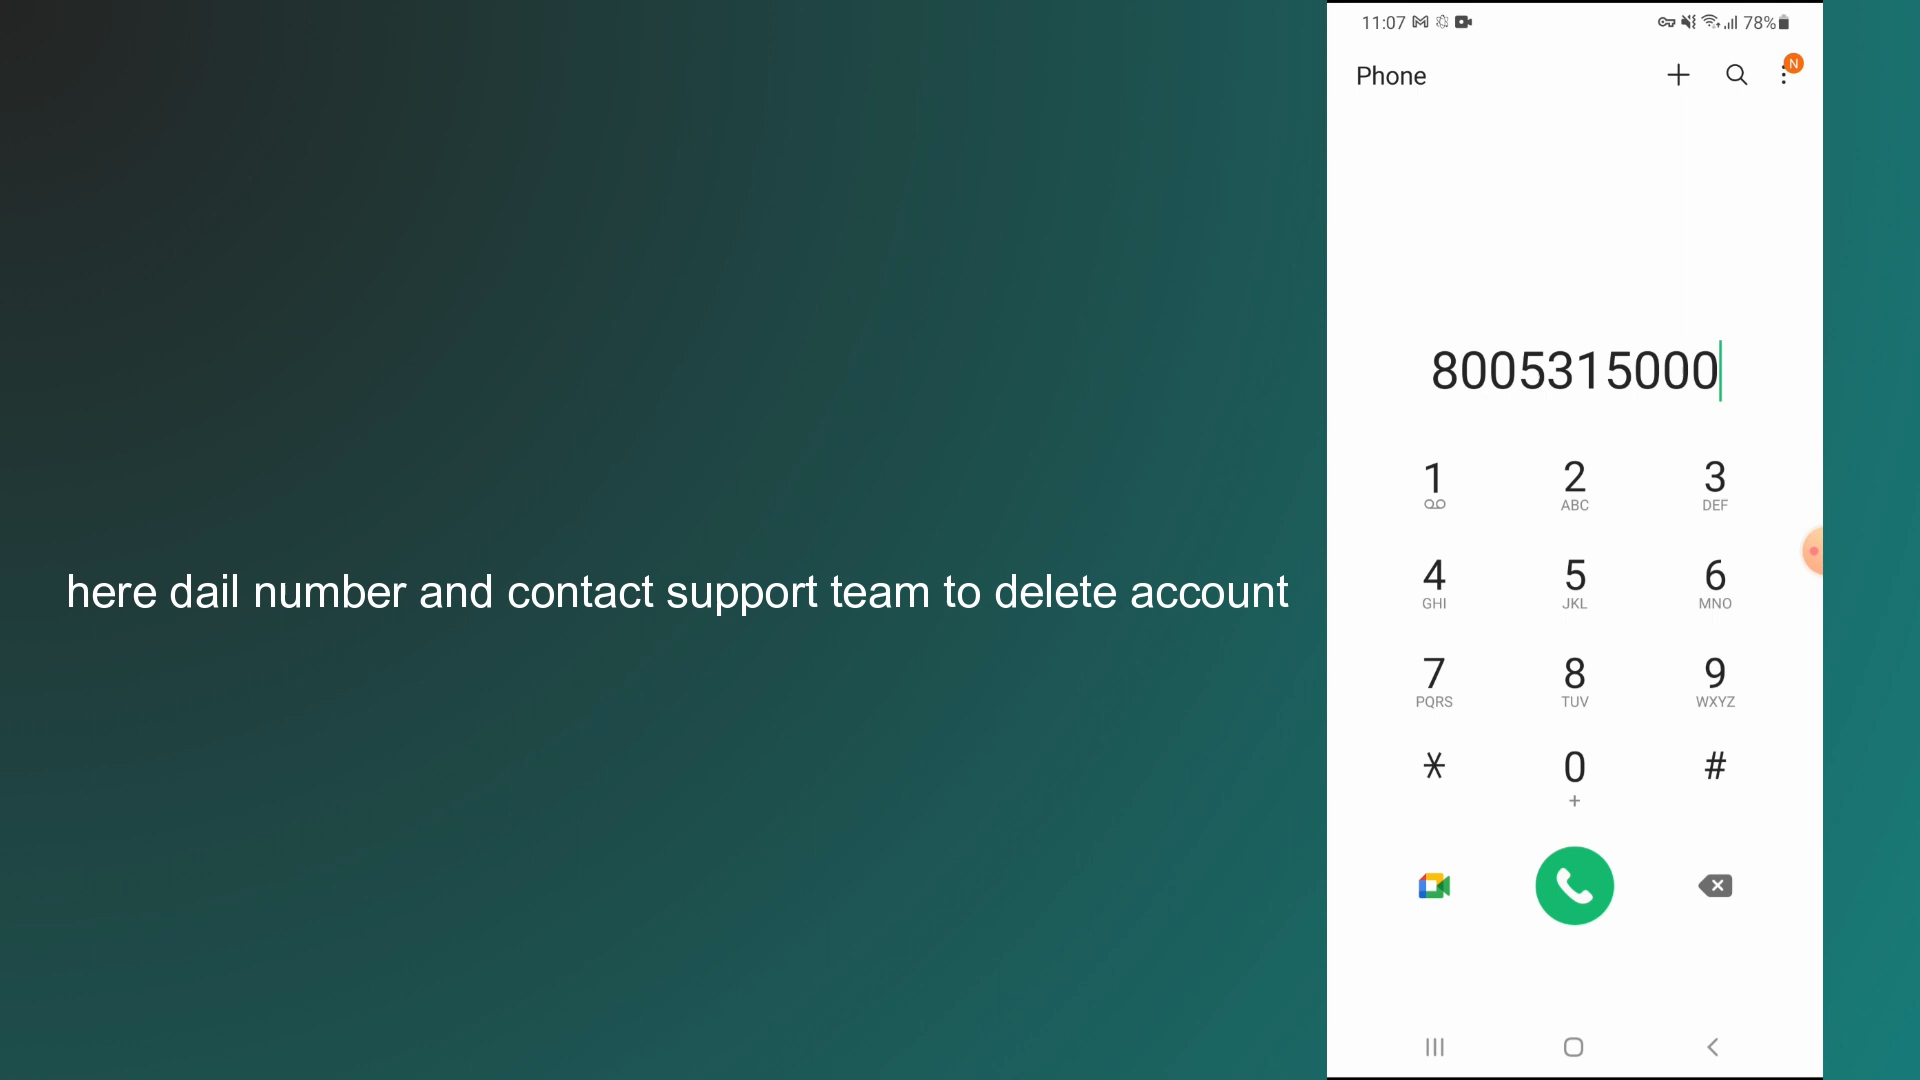 11:07 78%
Phone
N
8005315000
here dail number and contact support team to delete account
1 2 3
ABC DEF
4 5 6
GHI JKL MNO
7 8 9
PQRS TUV WXYZ
* 0 #
+